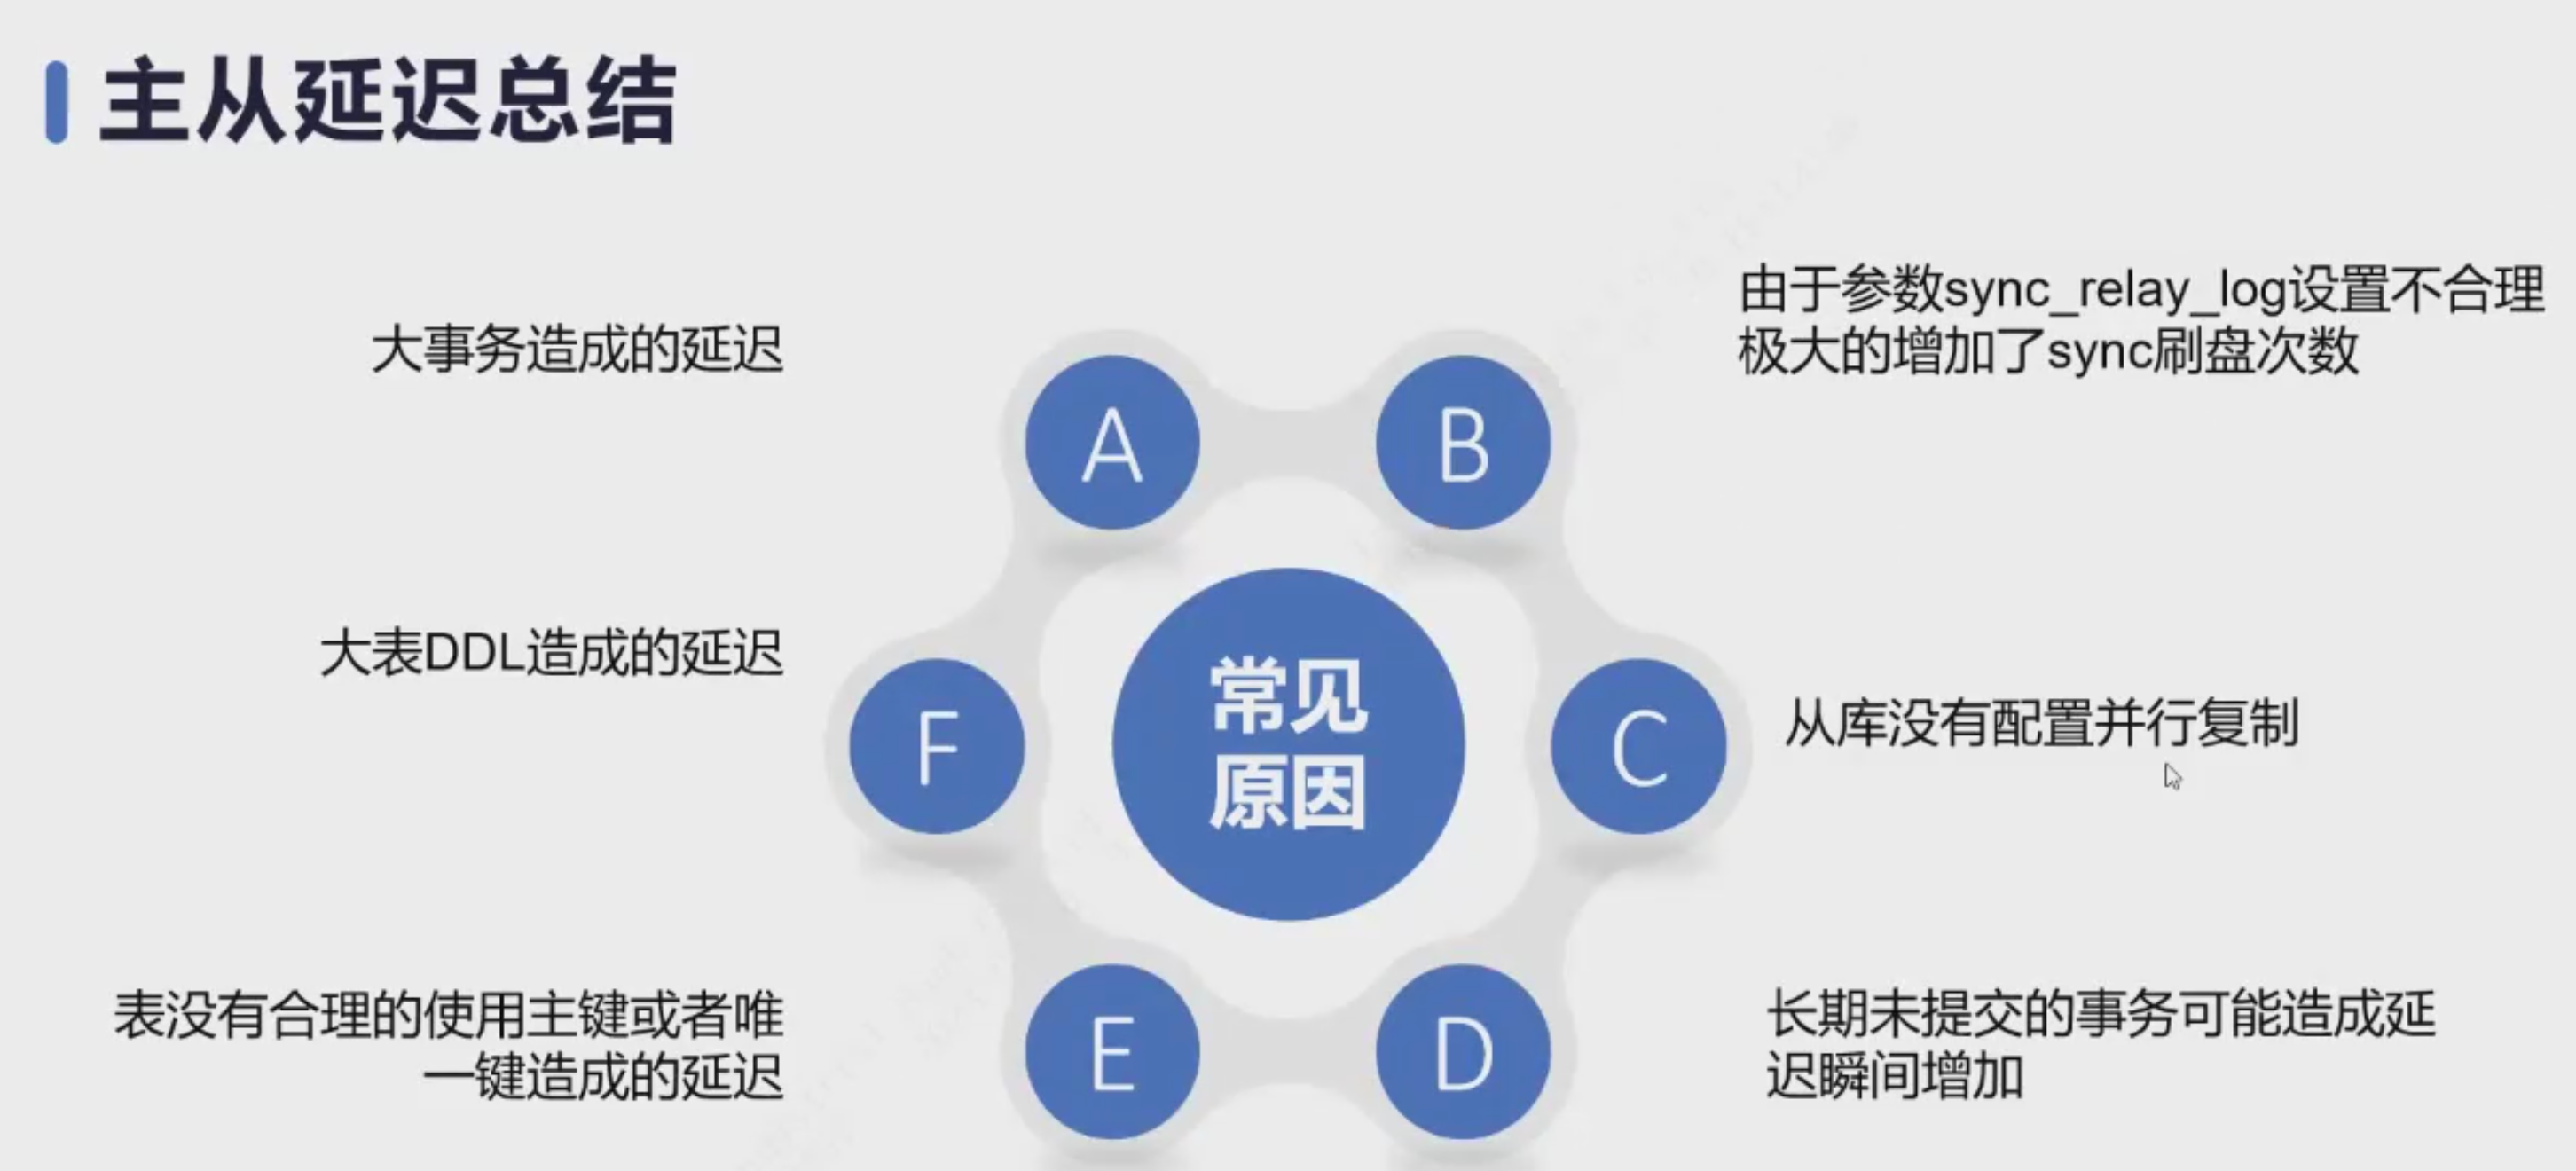 主从延迟总结
大事务造成的延迟
A
B
由于参数sync_relay_log设置不合理
极大的增加了sync刷盘次数
大表DDL造成的延迟
F
常见
原因
C
从库没有配置并行复制
表没有合理的使用主键或者唯
一键造成的延迟
E
D
长期未提交的事务可能造成延
迟瞬间增加